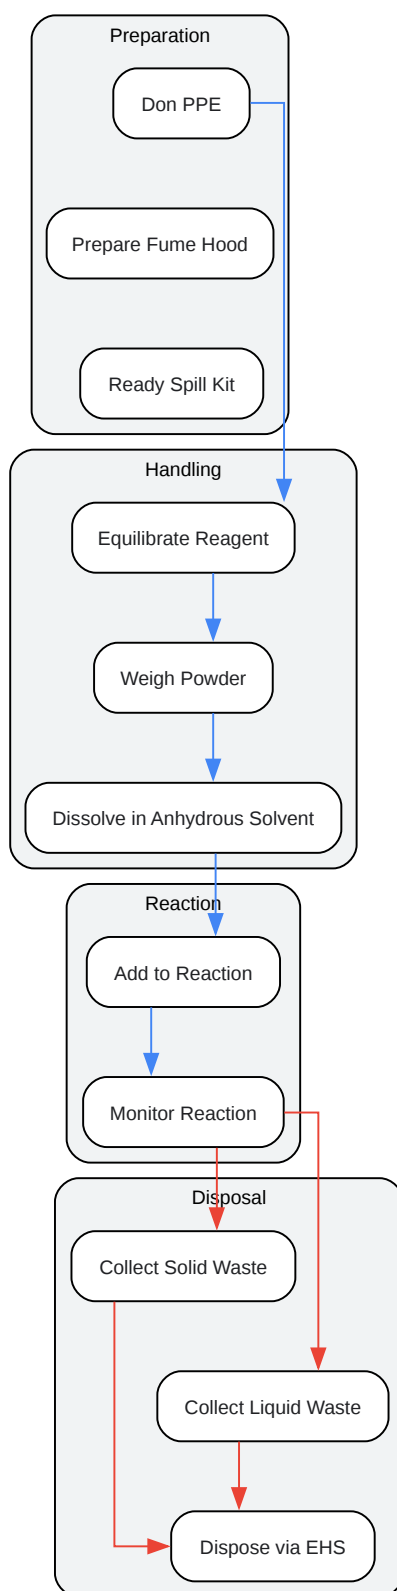 Preparation
Don PPE
Prepare Fume Hood
Ready Spill Kit
Handling
Equilibrate Reagent
Weigh Powder
Dissolve in Anhydrous Solvent
Reaction
Add to Reaction
Monitor Reaction
Disposal
Collect Solid Waste
Collect Liquid Waste
Dispose via EHS